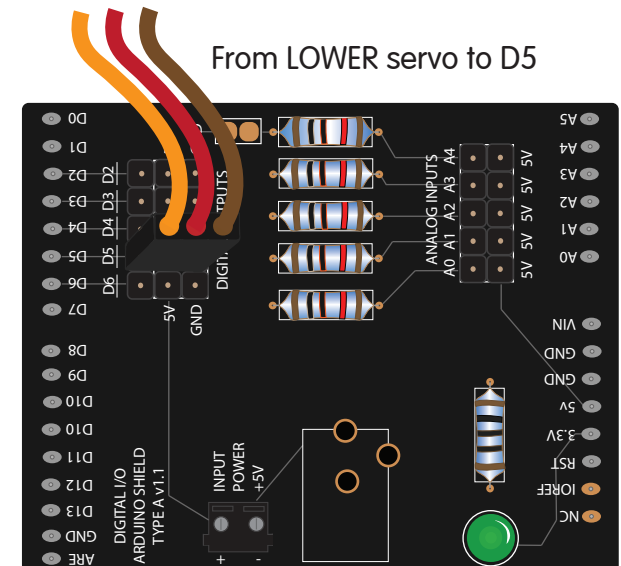 From LOWER servo to D5
D0
D1
D2
D3
D4
D5
D6
D7
D8
D9
D10
D10
D11
D12
D13
GND
ARE
D2
D3
D4
D5
D6
5V
GND
DIGIT
TPUTS
ANALOG INPUTS
A4
A3
A2
A1
A0
5V
5V
5V
5V
5V
A5
A4
A3
A2
A1
A0
VIN
GND
GND
5v
3.3V
RST
IOREF
NC
DIGITAL I/O
ARDUINO SHIELD
TYPE A v1.1
INPUT
POWER
+5V
+ -